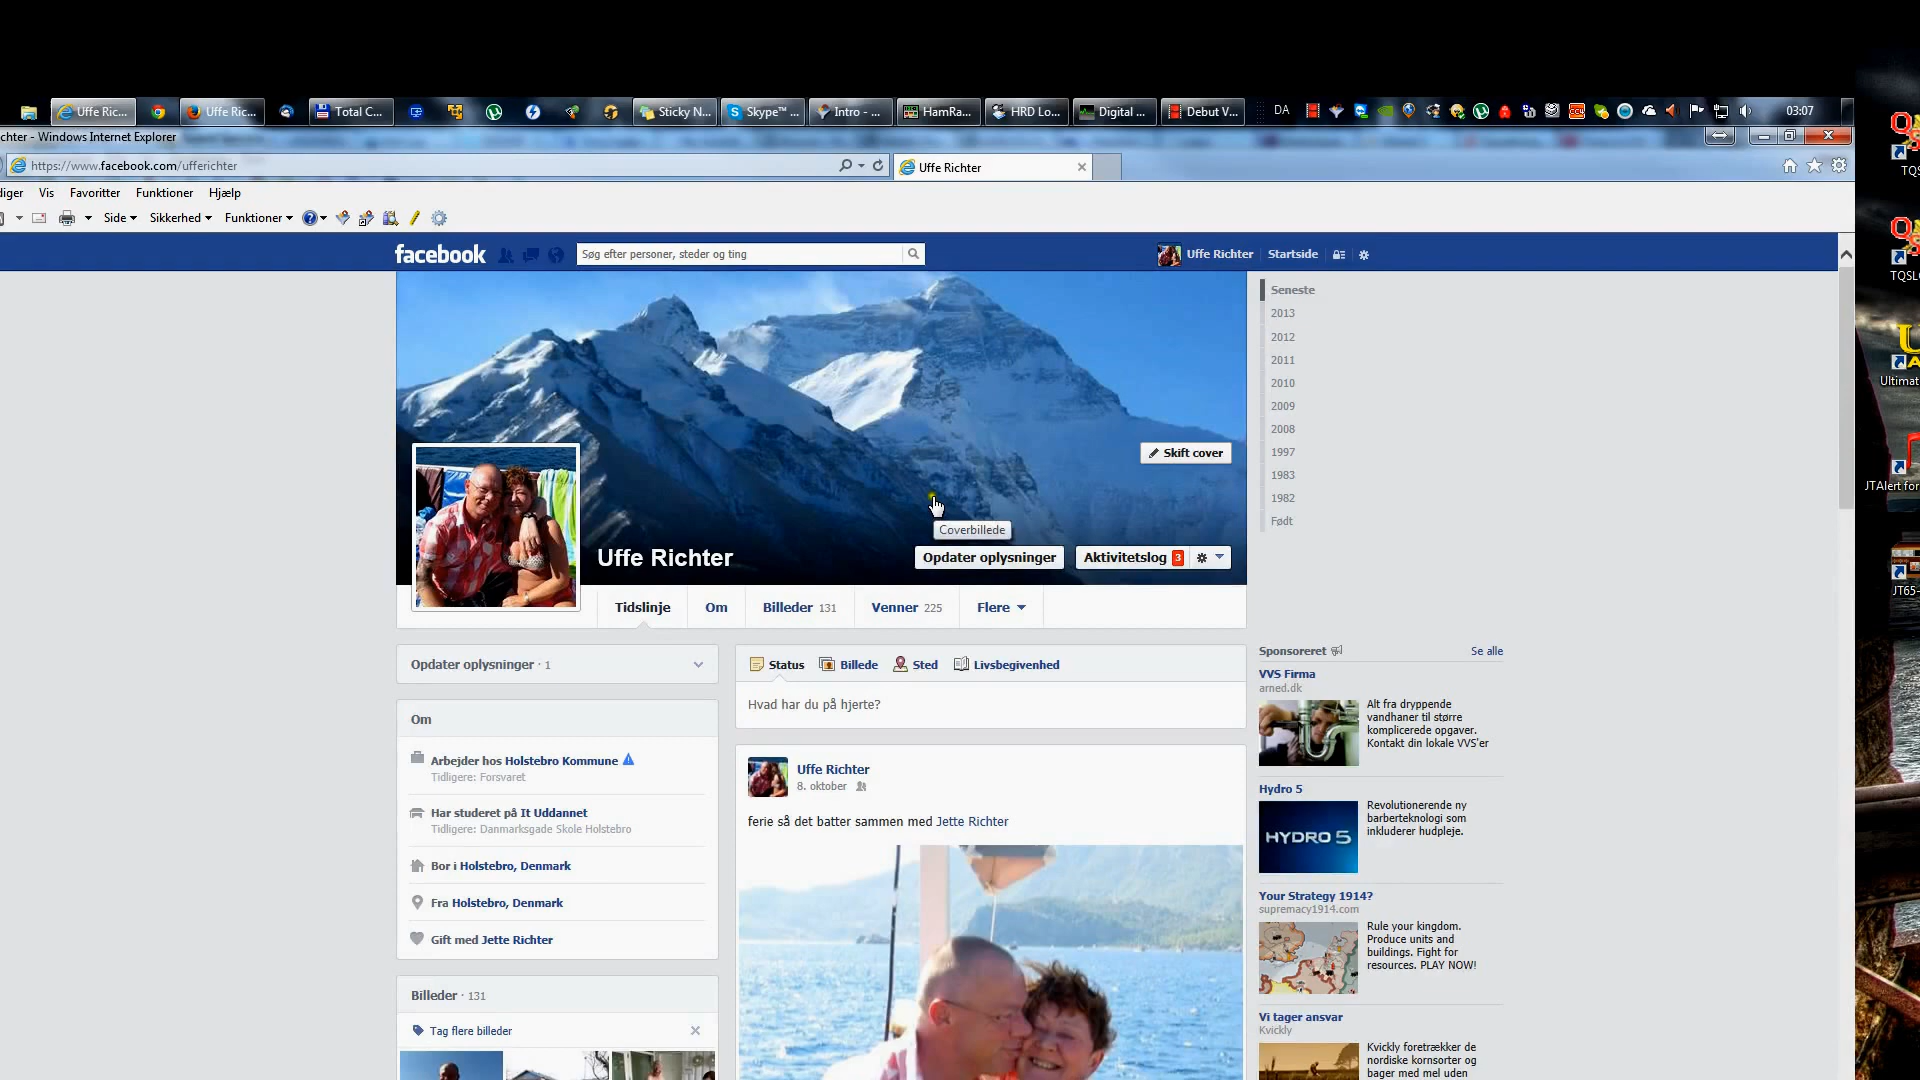 Uffe Ric...
Uffe Ric...
Total C...
Sticky N...
Skype™ ...
Intro - ...
HamRa...
HRD Lo...
Digital ...
Debut V...
DA
03:07
chter - Windows Internet Explorer
https://www.facebook.com/ufferichter
Uffe Richter
diger
Vis
Favoritter
Funktioner
Hjælp
Side
Sikkerhed
Funktioner
facebook
Søg efter personer, steder og ting
Uffe Richter
Startside
Seneste
2013
2012
2011
2010
2009
2008
1997
1983
1982
Født
Skift cover
Coverbillede
Uffe Richter
Opdater oplysninger
Aktivitetslog 3
Tidslinje
Om
Billeder 131
Venner 225
Flere
Opdater oplysninger · 1
Om
Arbejder hos Holstebro Kommune
Tidligere: Forsvaret
Har studeret på It Uddannet
Tidligere: Danmarksgade Skole Holstebro
Bor i Holstebro, Denmark
Fra Holstebro, Denmark
Gift med Jette Richter
Billeder · 131
Tag flere billeder
Status
Billede
Sted
Livsbegivenhed
Hvad har du på hjerte?
Uffe Richter
8. oktober
ferie så det batter sammen med Jette Richter
Sponsoreret
Se alle
VVS Firma
arned.dk
Alt fra dryppende
vandhaner til større
komplicerede opgaver.
Kontakt din lokale VVS'er
Hydro 5
HYDRO 5
Revolutionerende ny
barberteknologi som
inkluderer hudpleje.
Your Strategy 1914?
supremacy1914.com
Rule your kingdom.
Produce units and
buildings. Fight for
resources. PLAY NOW!
Vi tager ansvar
Kvickly
Kvickly foretrækker de
nordiske kornsorter og
bager med mel uden
TQS
TQSL
Ultimat
JTAlert for
JT65-